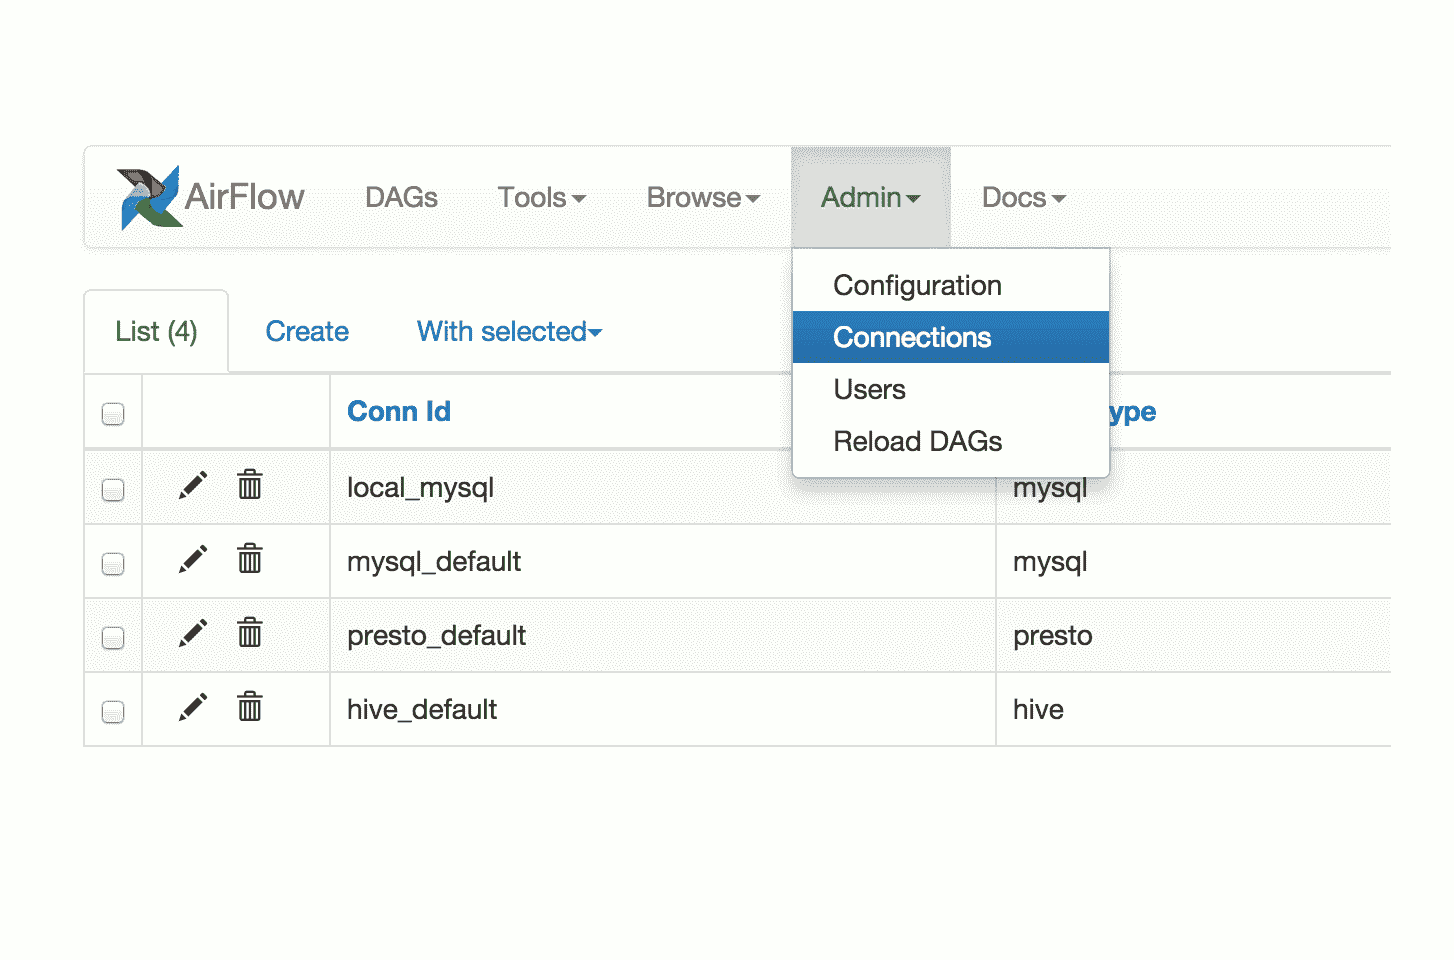 AirFlow DAGs Tools Browse Admin Docs
Configuration
Connections
Users
Reload DAGs
List (4) Create With selected
Conn Id ype
local_mysql mysql
mysql_default mysql
presto_default presto
hive_default hive